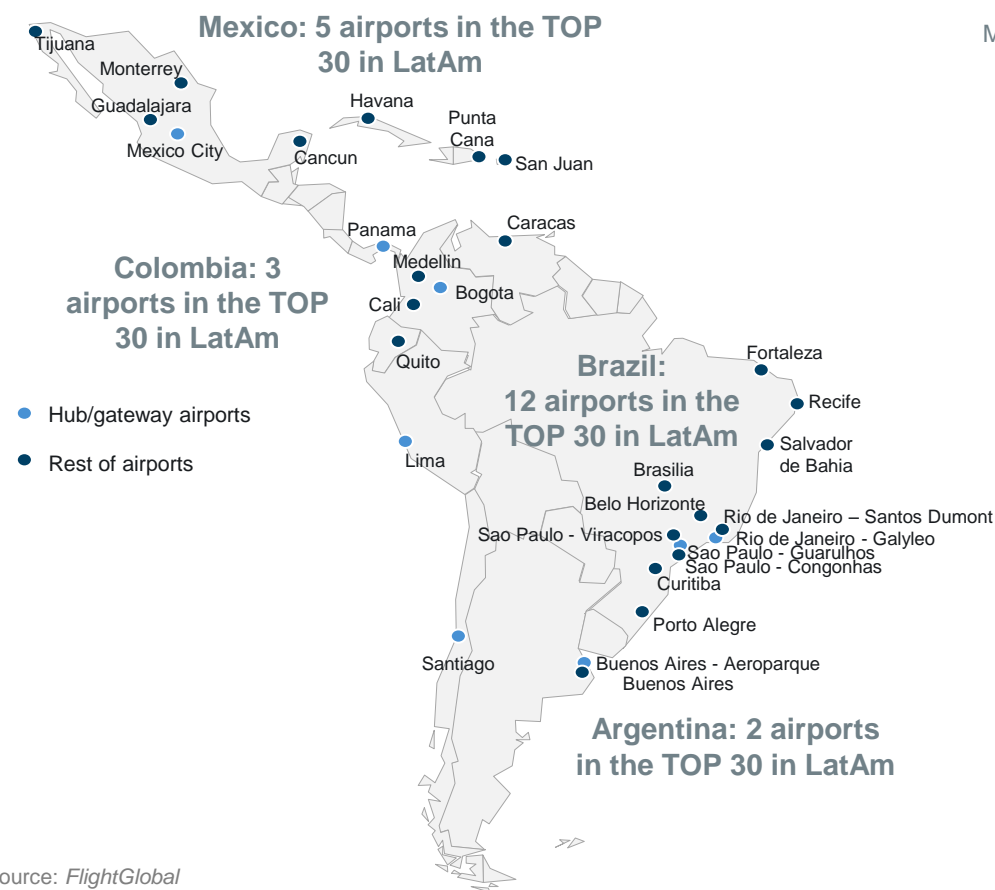 Mexico: 5 airports in the TOP
30 in LatAm
M
Tijuana
Monterrey
Guadalajara
Mexico City
Cancun
Havana
Punta
Cana
San Juan
Panama
Caracas
Medellin
Bogota
Cali
Quito
Colombia: 3
airports in the TOP
30 in LatAm
Hub/gateway airports
Rest of airports
Lima
Brazil:
12 airports in the
TOP 30 in LatAm
Fortaleza
Recife
Salvador
de Bahia
Brasilia
Belo Horizonte
Rio de Janeiro – Santos Dumont
Rio de Janeiro - Galyleo
Sao Paulo - Viracopos
Sao Paulo - Guarulhos
Sao Paulo - Congonhas
Curitiba
Porto Alegre
Santiago
Buenos Aires - Aeroparque
Buenos Aires
Argentina: 2 airports
in the TOP 30 in LatAm
ource: FlightGlobal